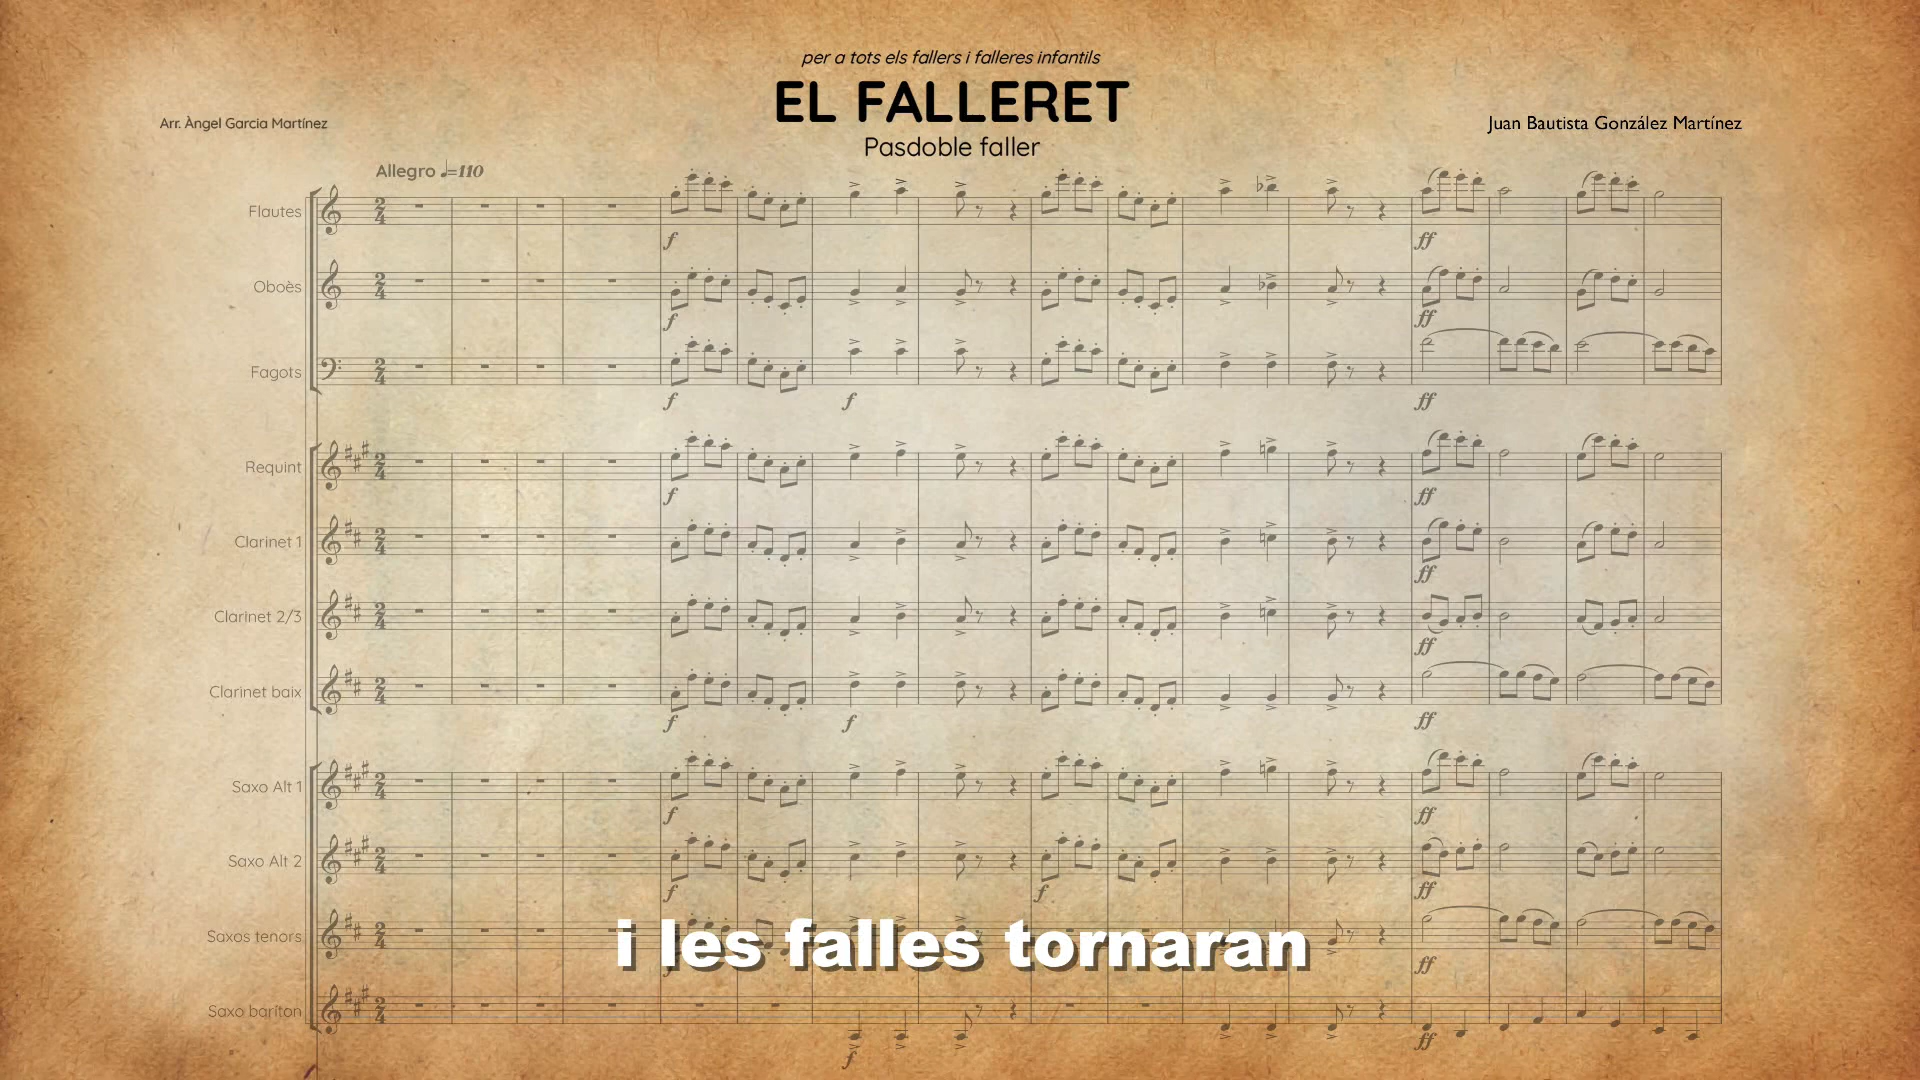 per a tots els fallers i falleres infantils
EL FALLERET
Arr. Àngel Garcia Martínez
Juan Bautista González Martínez
Pasdoble faller
Allegro ♩=110
Flautes
Oboès
Fagots
Requint
Clarinet 1
Clarinet 2/3
Clarinet baix
Saxo Alt 1
Saxo Alt 2
Saxos tenors
i les falles tornaran
Saxo baríton